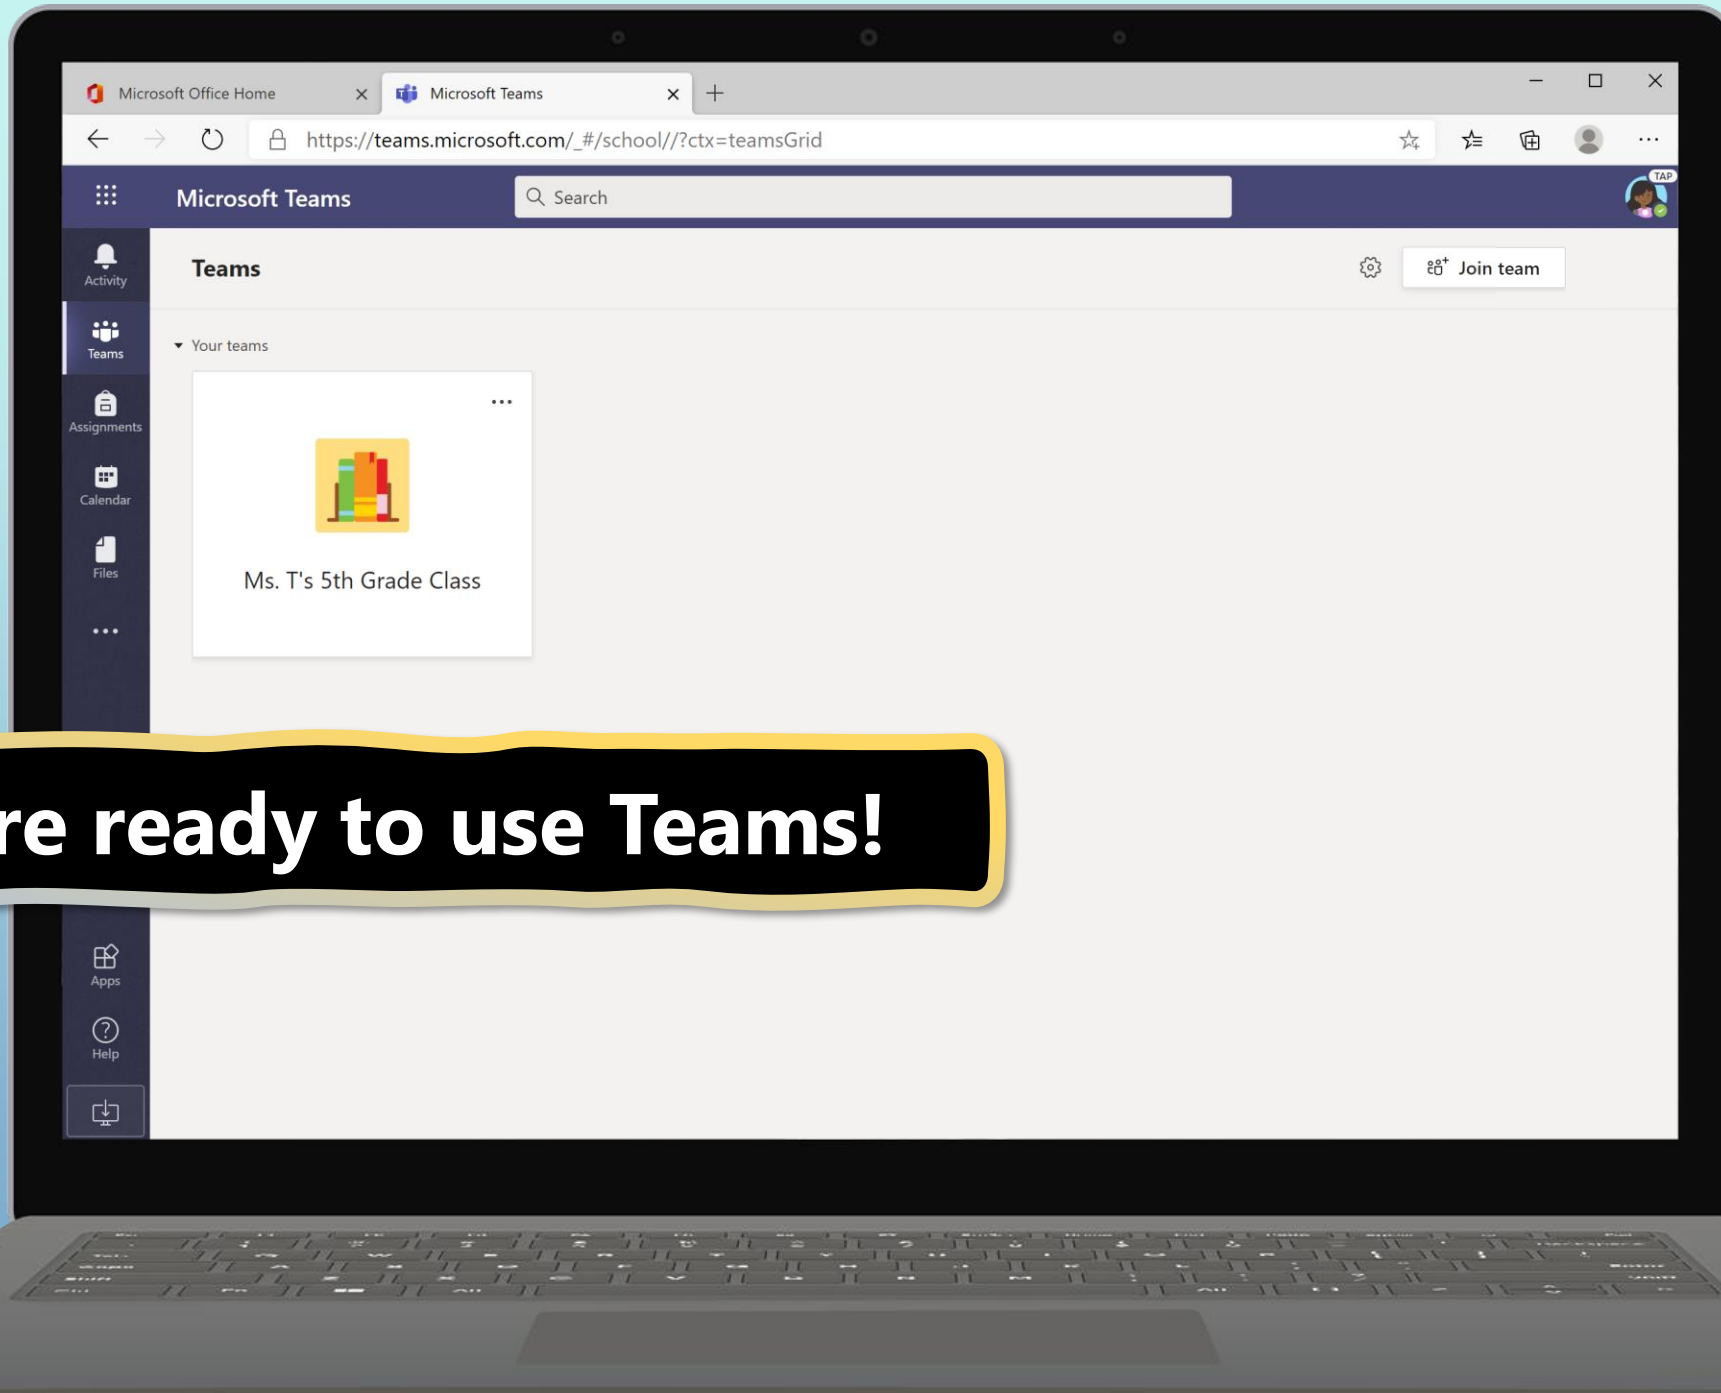 Microsoft Office Home
Microsoft Teams
https://teams.microsoft.com/_#/school//?ctx=teamsGrid
Microsoft Teams
Search
TAP
Activity
Teams
Join team
Teams
Your teams
Assignments
Calendar
Files
Ms. T's 5th Grade Class
re ready to use Teams!
Apps
Help